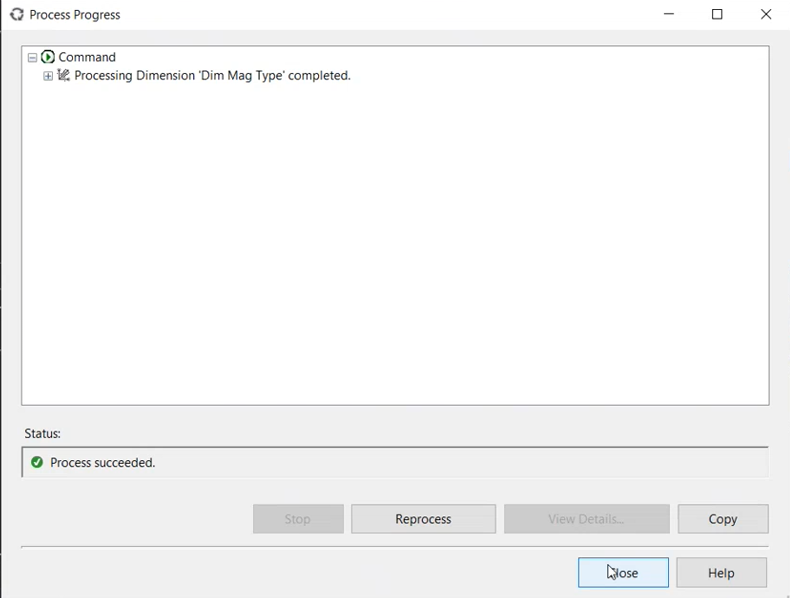 Process Progress
Command
Processing Dimension 'Dim Mag Type' completed.
Status:
Process succeeded.
Stop Reprocess View Details... Copy
Close Help